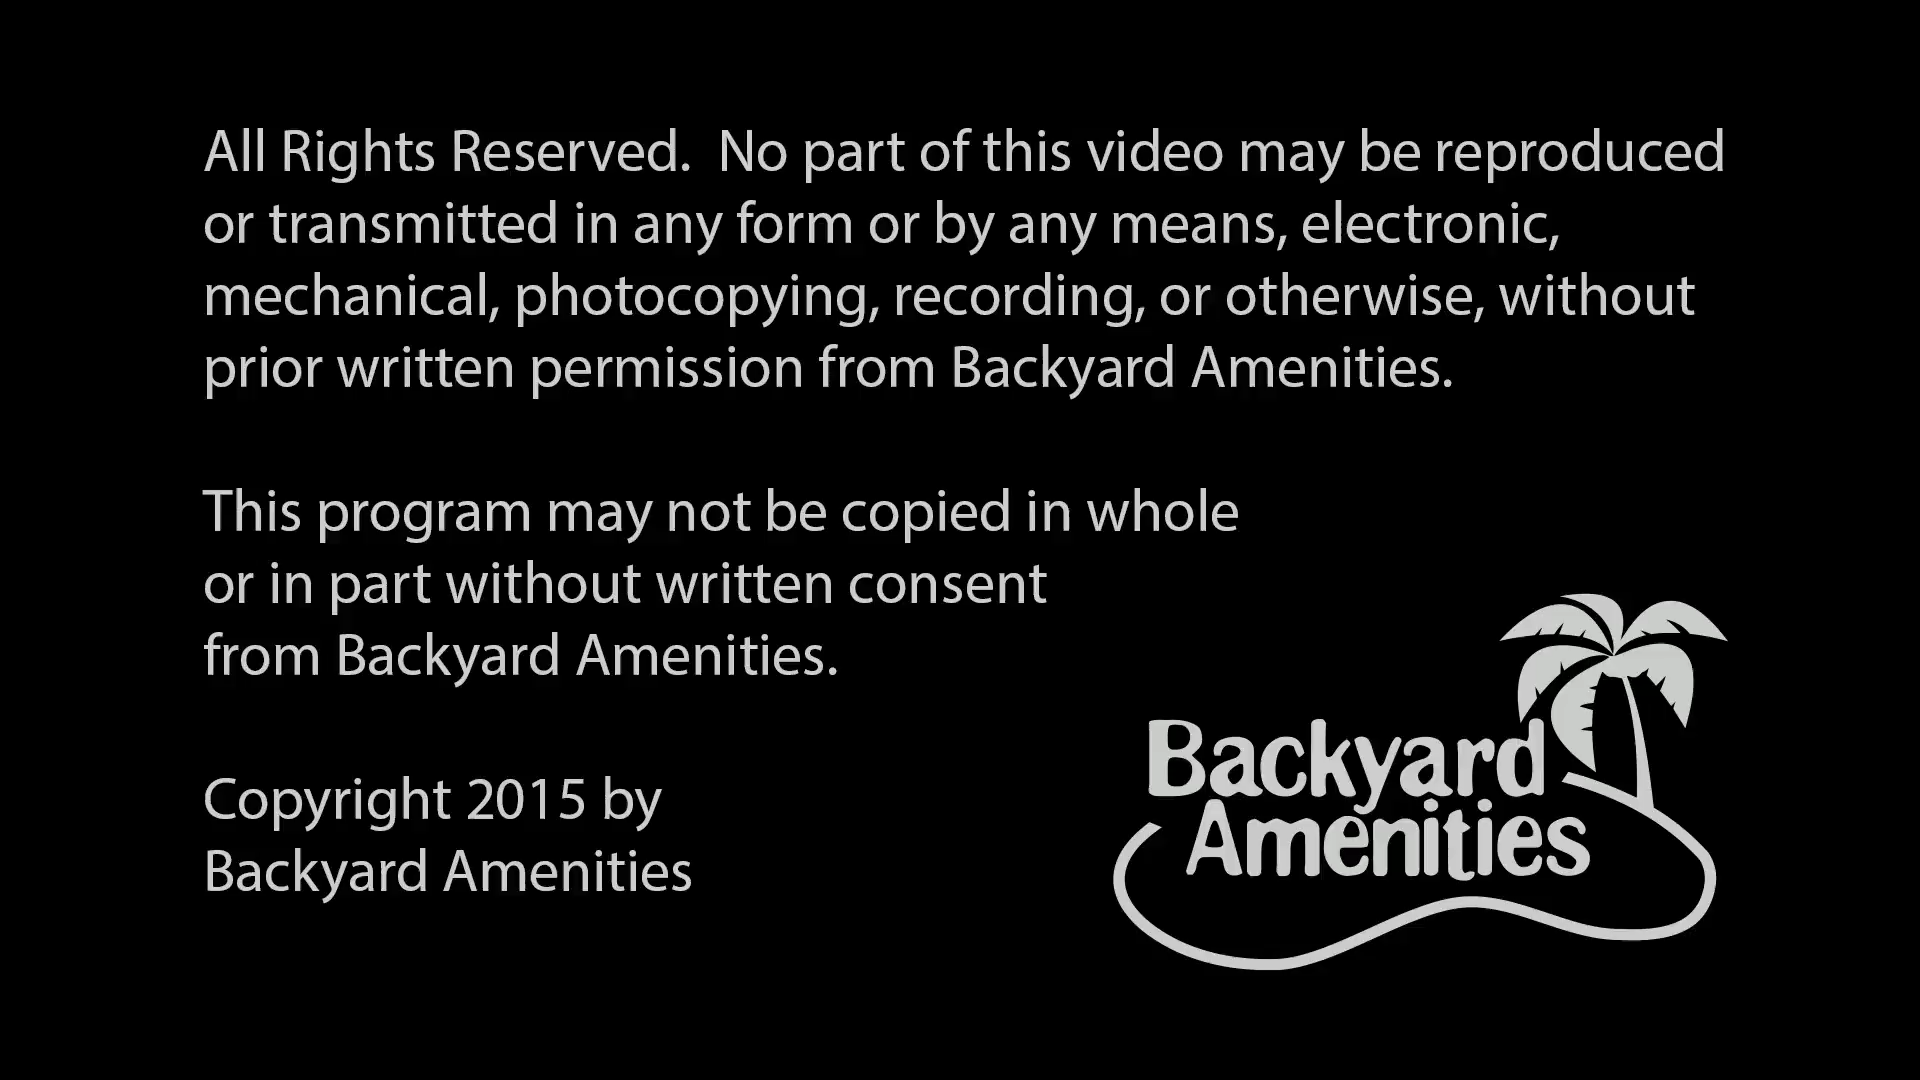 All Rights Reserved.  No part of this video may be reproduced
or transmitted in any form or by any means, electronic,
mechanical, photocopying, recording, or otherwise, without
prior written permission from Backyard Amenities.
This program may not be copied in whole
or in part without written consent
from Backyard Amenities.
Copyright 2015 by
Backyard Amenities
Backyard
Amenities